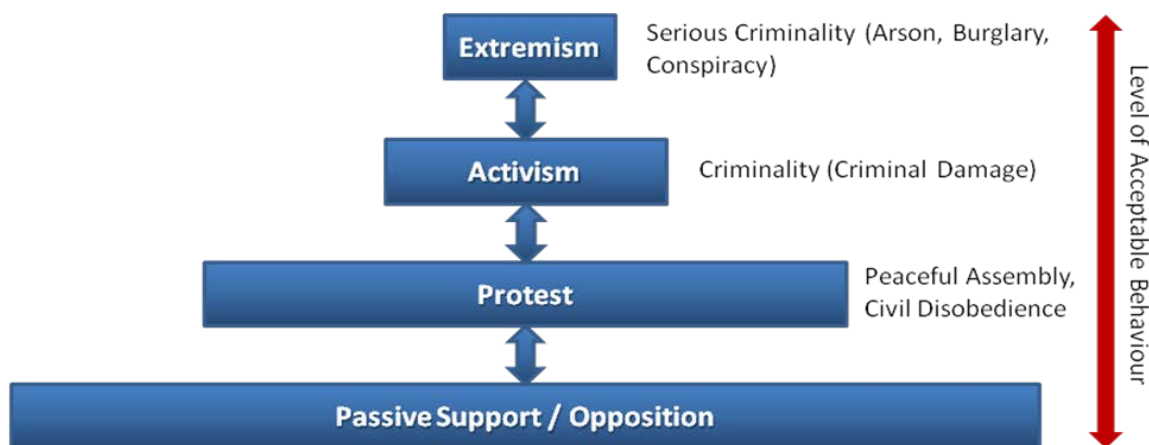 Extremism
Serious Criminality (Arson, Burglary,
Conspiracy)
Activism
Criminality (Criminal Damage)
Protest
Peaceful Assembly,
Civil Disobedience
Passive Support / Opposition
Level of Acceptable Behaviour